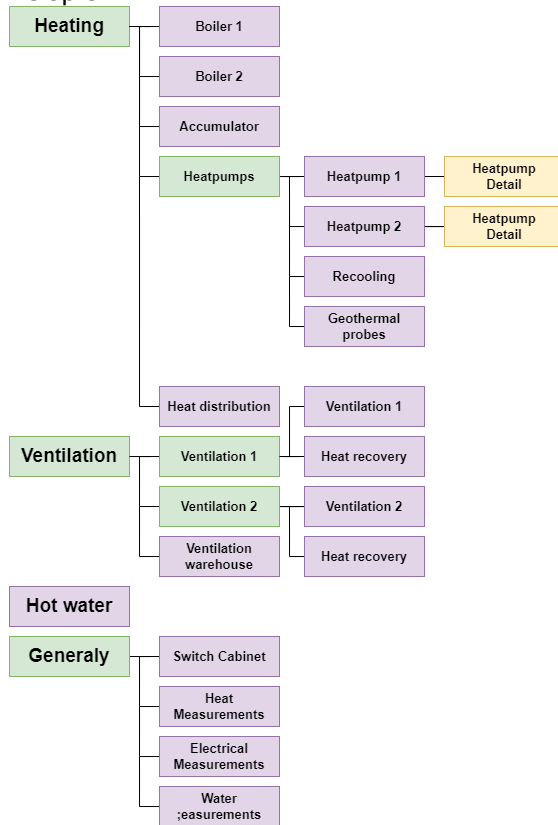 Heating
Boiler 1
Boiler 2
Accumulator
Heatpumps
Heatpump 1
Heatpump
Detail
Heatpump 2
Heatpump
Detail
Recooling
Geothermal
probes
Heat distribution
Ventilation 1
Ventilation
Ventilation 1
Heat recovery
Ventilation 2
Ventilation 2
Ventilation
warehouse
Heat recovery
Hot water
Generaly
Switch Cabinet
Heat
Measurements
Electrical
Measurements
Water
;easurements